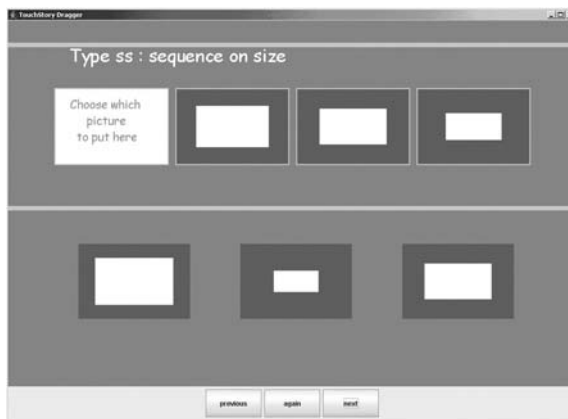 TouchStory Dragger
Type ss : sequence on size
Choose which
picture
to put here
previous
again
next